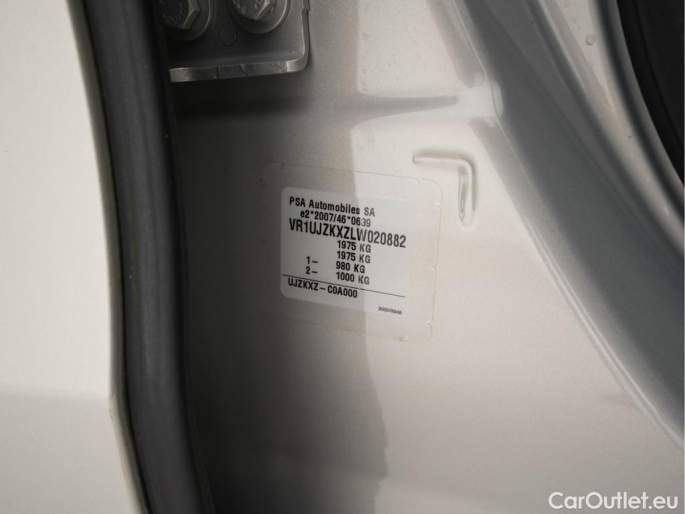 PSA Automobiles SA
e2*2007/46*0639
VR1UJZKXZLW020882
1975 KG
1975 KG
1- 980 KG
2- 1000 KG
UJZKXZ-C0A000
CarOutlet.eu